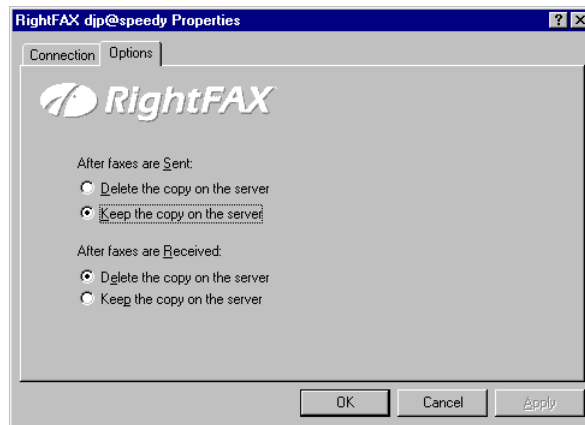 RightFAX djp@speedy Properties
Connection Options
RightFAX
After faxes are Sent:
Delete the copy on the server
Keep the copy on the server
After faxes are Received:
Delete the copy on the server
Keep the copy on the server
OK Cancel Apply